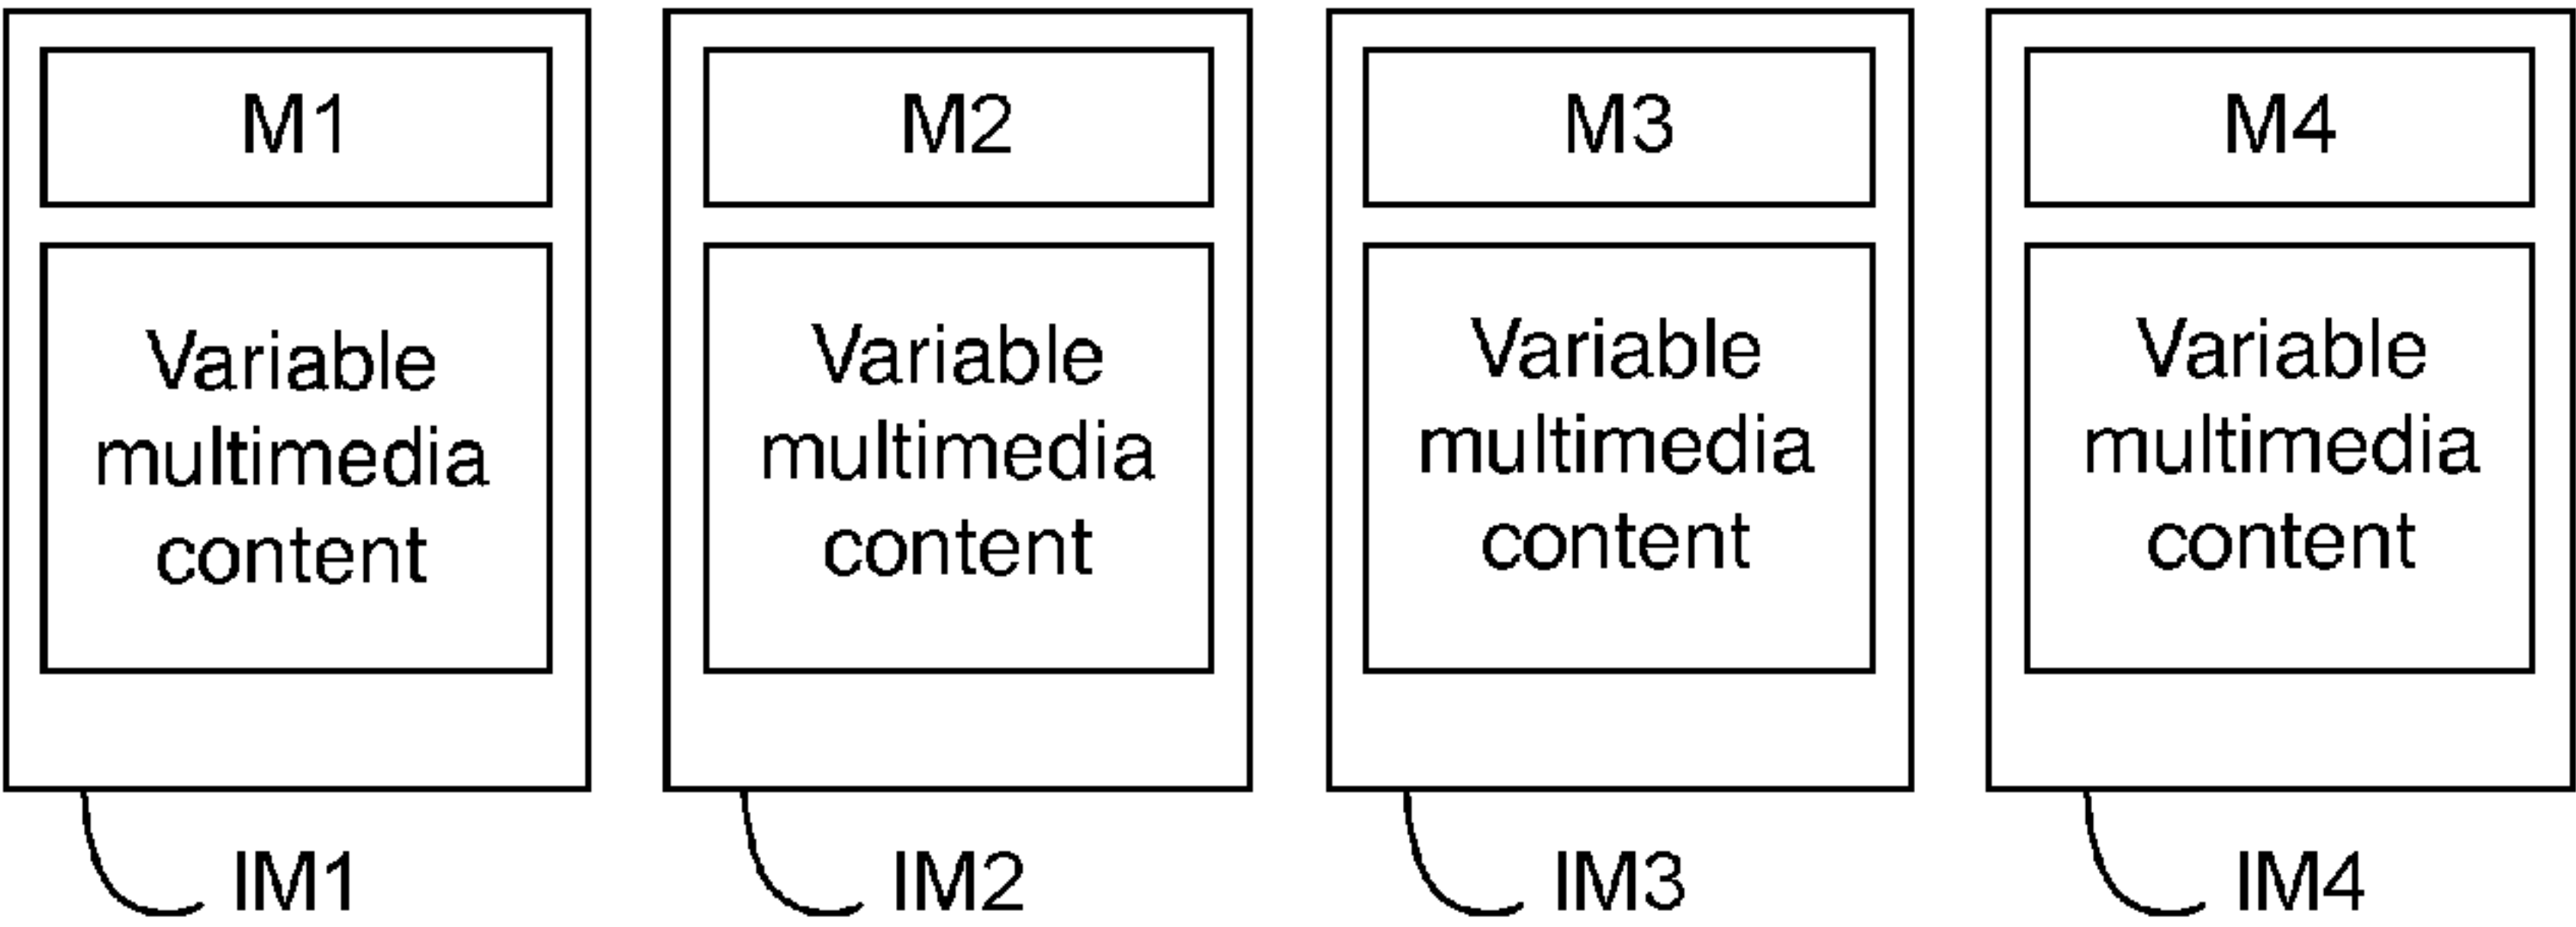 M1
Variable
multimedia
content
IM1
M2
Variable
multimedia
content
IM2
M3
Variable
multimedia
content
IM3
M4
Variable
multimedia
content
IM4